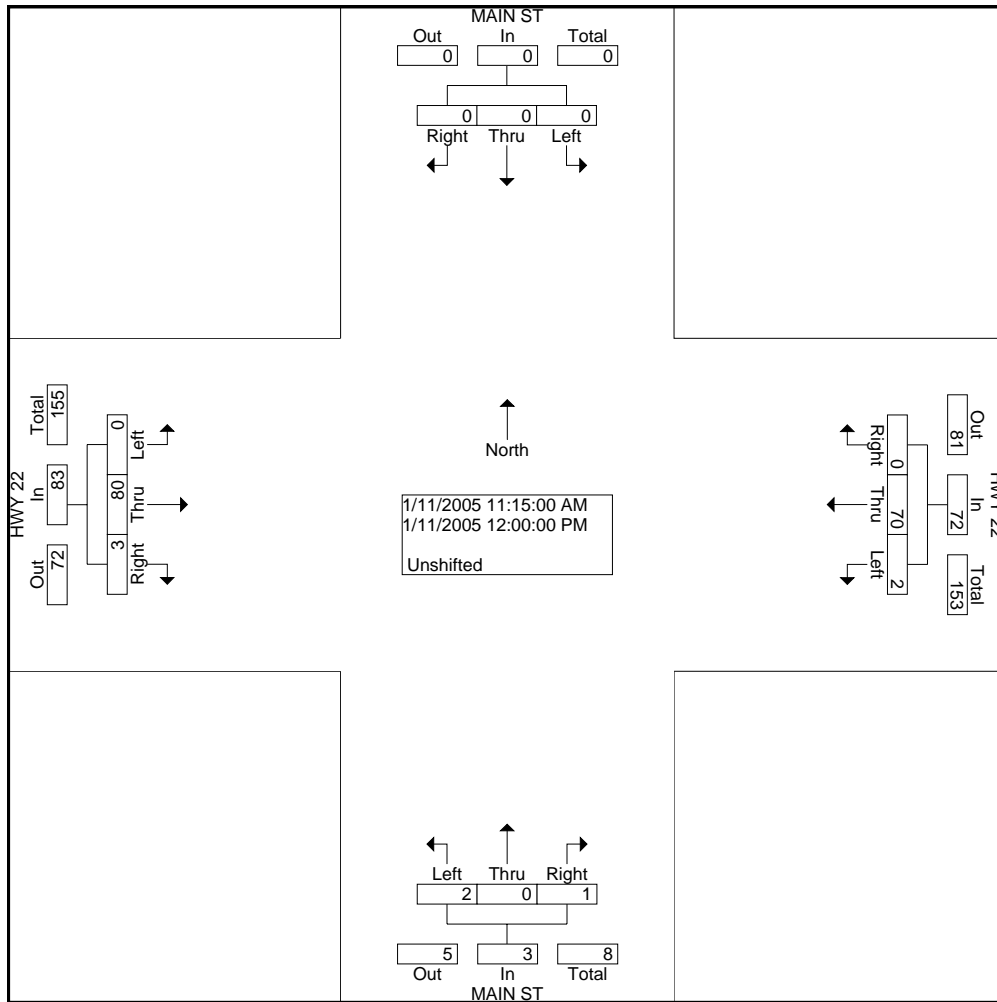 MAIN ST
Out In Total
0 0 0
0 0 0
Right Thru Left
HWY 22
Total In Out
155 83 72
0 80 3
Left Thru Right
North
1/11/2005 11:15:00 AM
1/11/2005 12:00:00 PM
Unshifted
Right Thru Left
0 70 2
81 72 153
Out In Total
HWY 22
Left Thru Right
2 0 1
5 3 8
Out In Total
MAIN ST